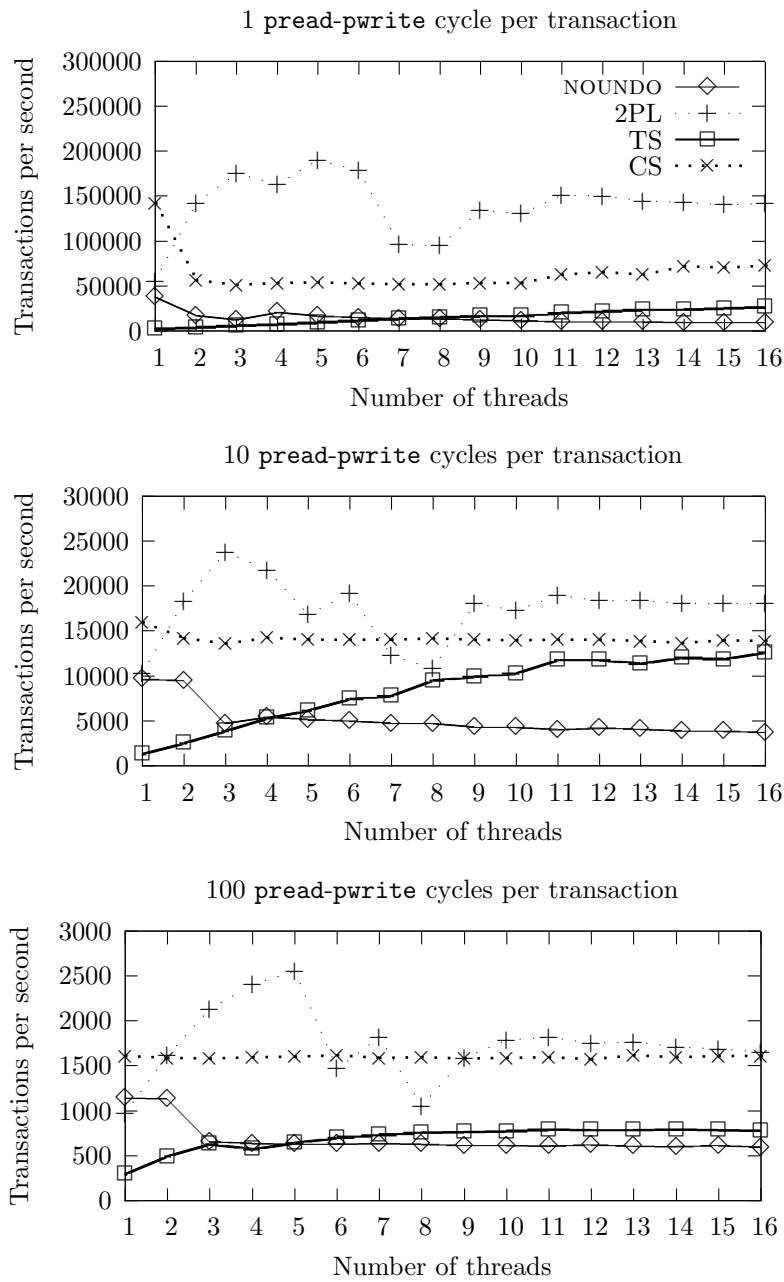 1 pread-pwrite cycle per transaction
Transactions per second
300000
250000
200000
150000
100000
50000
0
NOUNDO
2PL
TS
CS
1 2 3 4 5 6 7 8 9 10 11 12 13 14 15 16
Number of threads
10 pread-pwrite cycles per transaction
Transactions per second
30000
25000
20000
15000
10000
5000
0
1 2 3 4 5 6 7 8 9 10 11 12 13 14 15 16
Number of threads
100 pread-pwrite cycles per transaction
Transactions per second
3000
2500
2000
1500
1000
500
0
1 2 3 4 5 6 7 8 9 10 11 12 13 14 15 16
Number of threads